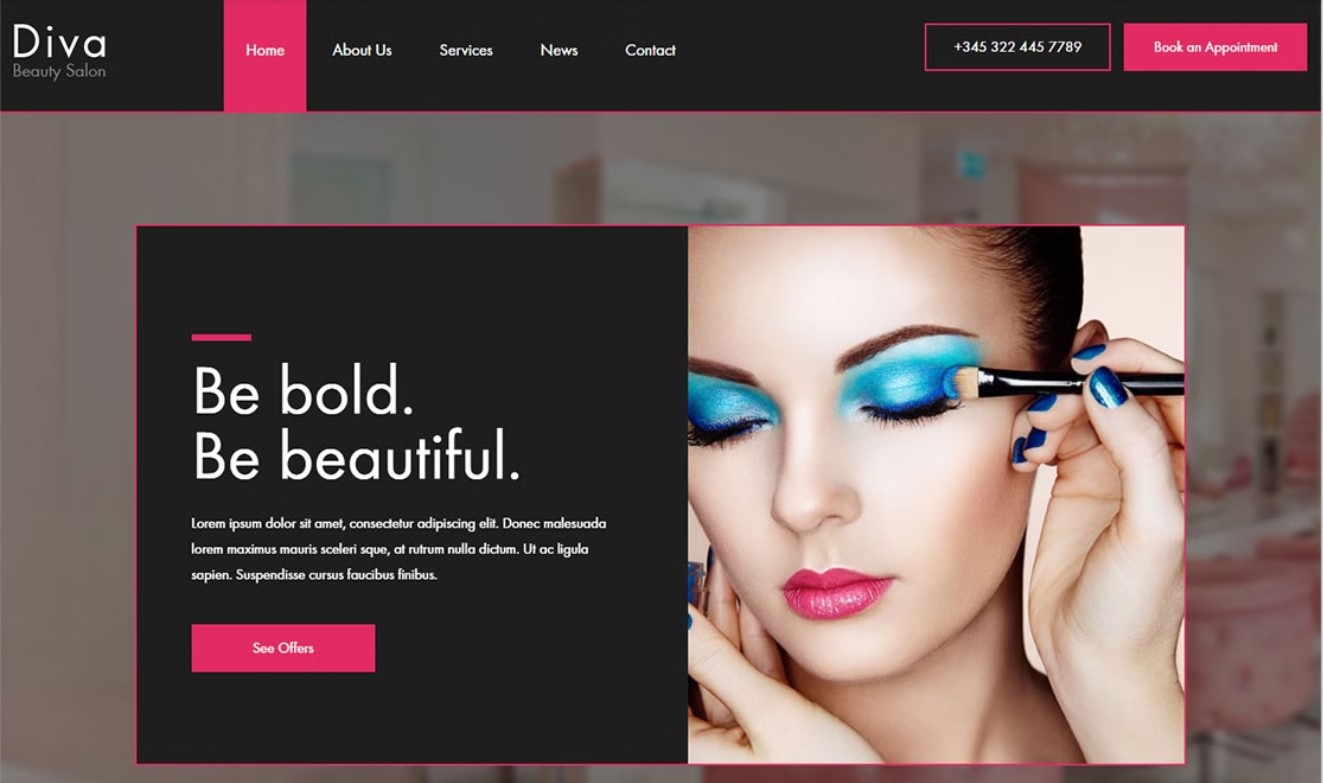 Diva
Beauty Salon
Home
About Us
Services
News
Contact
+345 322 445 7789
Book an Appointment
Be bold.
Be beautiful.
Lorem ipsum dolor sit amet, consectetur adipiscing elit. Donec malesuada
lorem maximus mauris sceleri sque, at rutrum nulla dictum. Ut ac ligula
sapien. Suspendisse cursus faucibus finibus.
See Offers